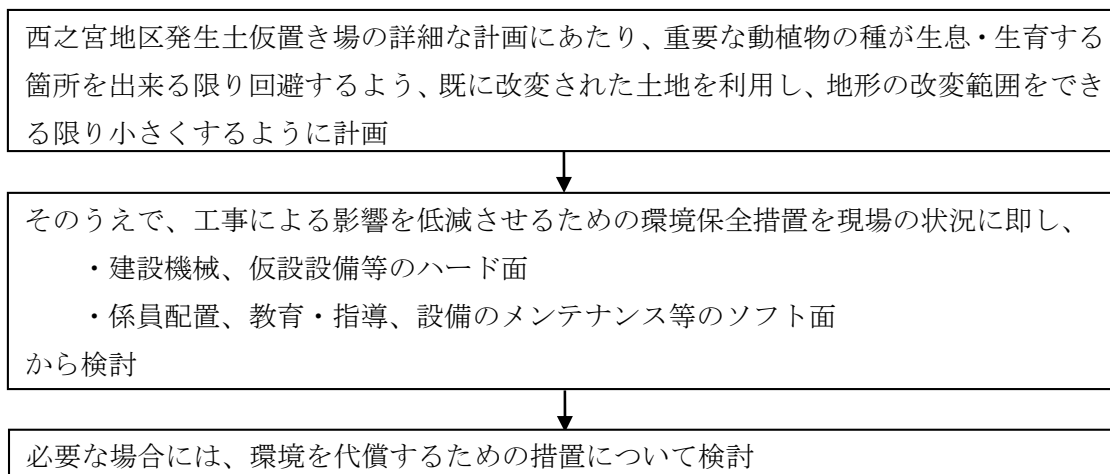 西之宮地区発生土仮置き場の詳細な計画にあたり、重要な動植物の種が生息・生育する
箇所を出来る限り回避するよう、既に改変された土地を利用し、地形の改変範囲をでき
る限り小さくするように計画
そのうえで、工事による影響を低減させるための環境保全措置を現場の状況に即し、
・建設機械、仮設設備等のハード面
・係員配置、教育・指導、設備のメンテナンス等のソフト面
から検討
必要な場合には、環境を代償するための措置について検討